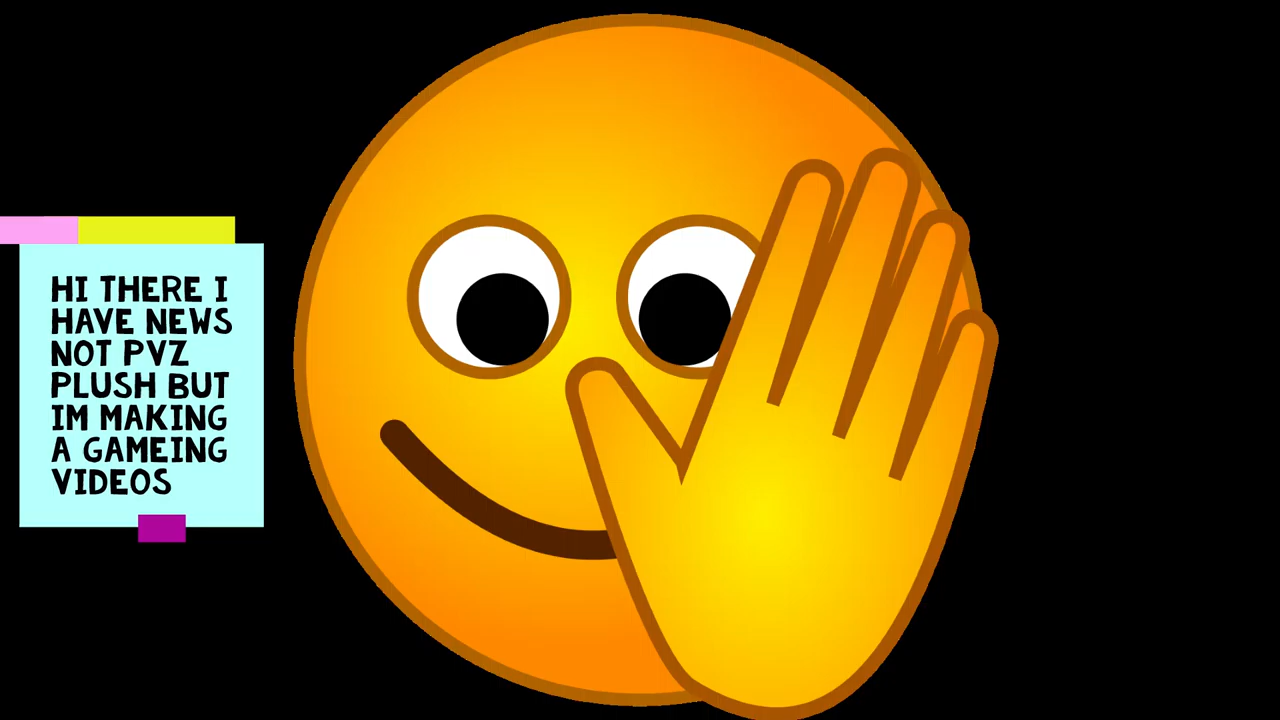 HI THERE I
HAVE NEWS
NOT PVZ
PLUSH BUT
IM MAKING
A GAMEING
VIDEOS